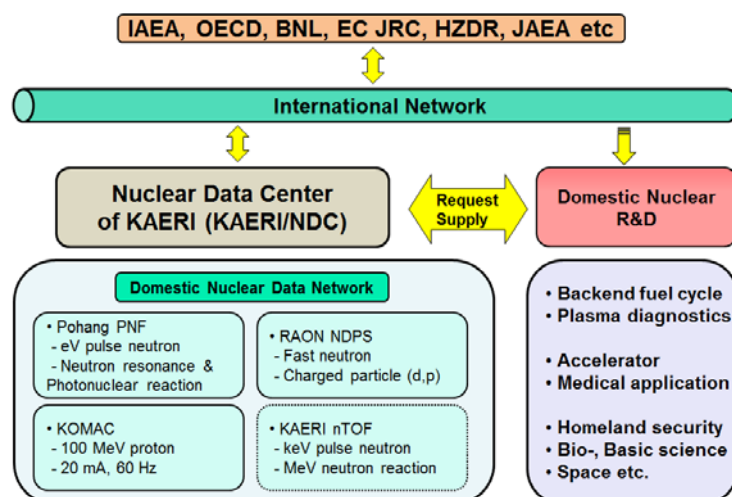 IAEA, OECD, BNL, EC JRC, HZDR, JAEA etc
International Network
Nuclear Data Center
of KAERI (KAERI/NDC)
Request
Supply
Domestic Nuclear
R&D
Domestic Nuclear Data Network
• Pohang PNF
- eV pulse neutron
- Neutron resonance &
Photonuclear reaction
• RAON NDPS
- Fast neutron
- Charged particle (d,p)
• KOMAC
- 100 MeV proton
- 20 mA, 60 Hz
• KAERI nTOF
- keV pulse neutron
- MeV neutron reaction
• Backend fuel cycle
• Plasma diagnostics
• Accelerator
• Medical application
• Homeland security
• Bio-, Basic science
• Space etc.